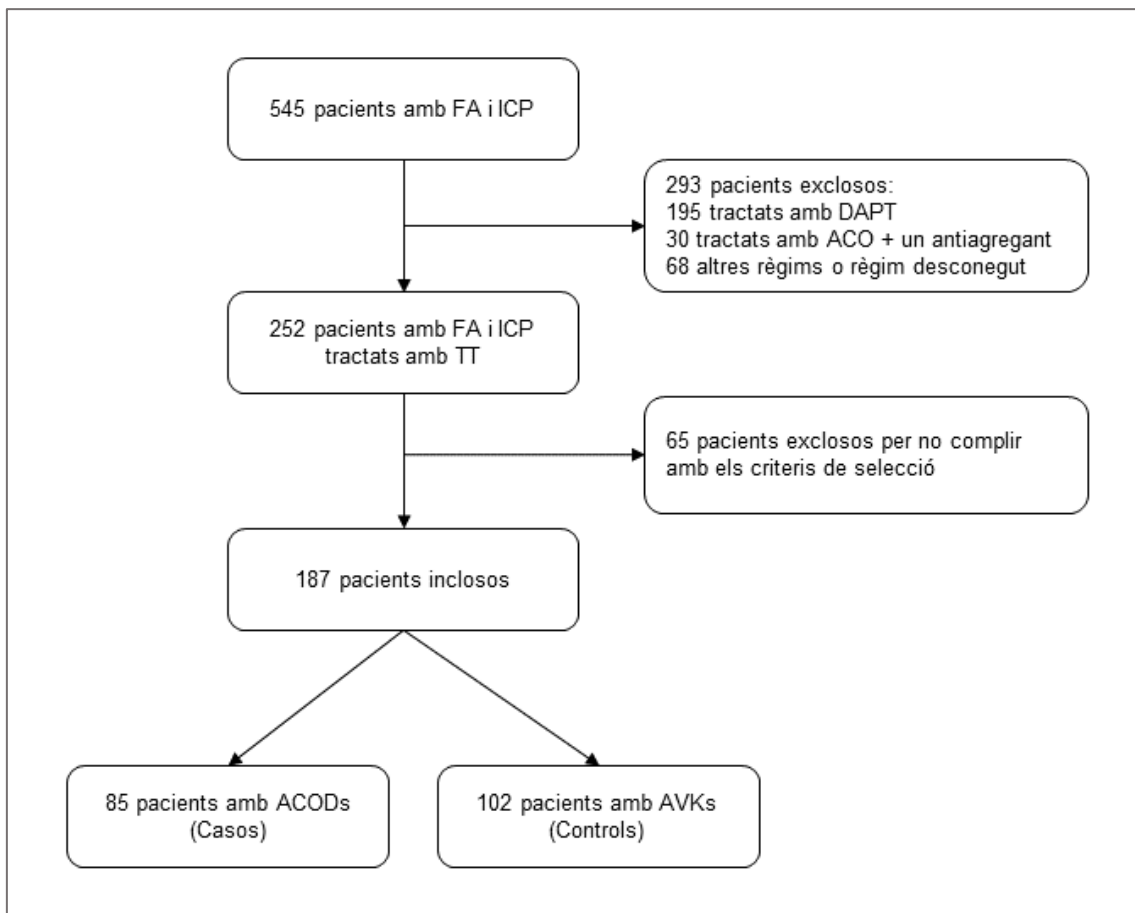 545 pacients amb FA i ICP
293 pacients exclosos:
195 tractats amb DAPT
30 tractats amb ACO + un antiagregant
68 altres règims o règim desconegut
252 pacients amb FA i ICP
tractats amb TT
65 pacients exclosos per no complir
amb els criteris de selecció
187 pacients inclosos
85 pacients amb ACODs
(Casos)
102 pacients amb AVKs
(Controls)